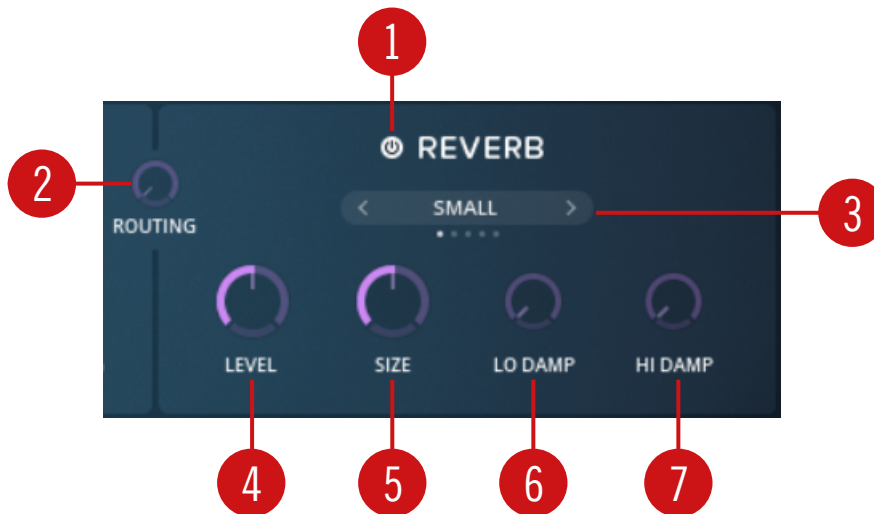 1
REVERB
2
ROUTING
SMALL
3
LEVEL
SIZE
LO DAMP
HI DAMP
4
5
6
7